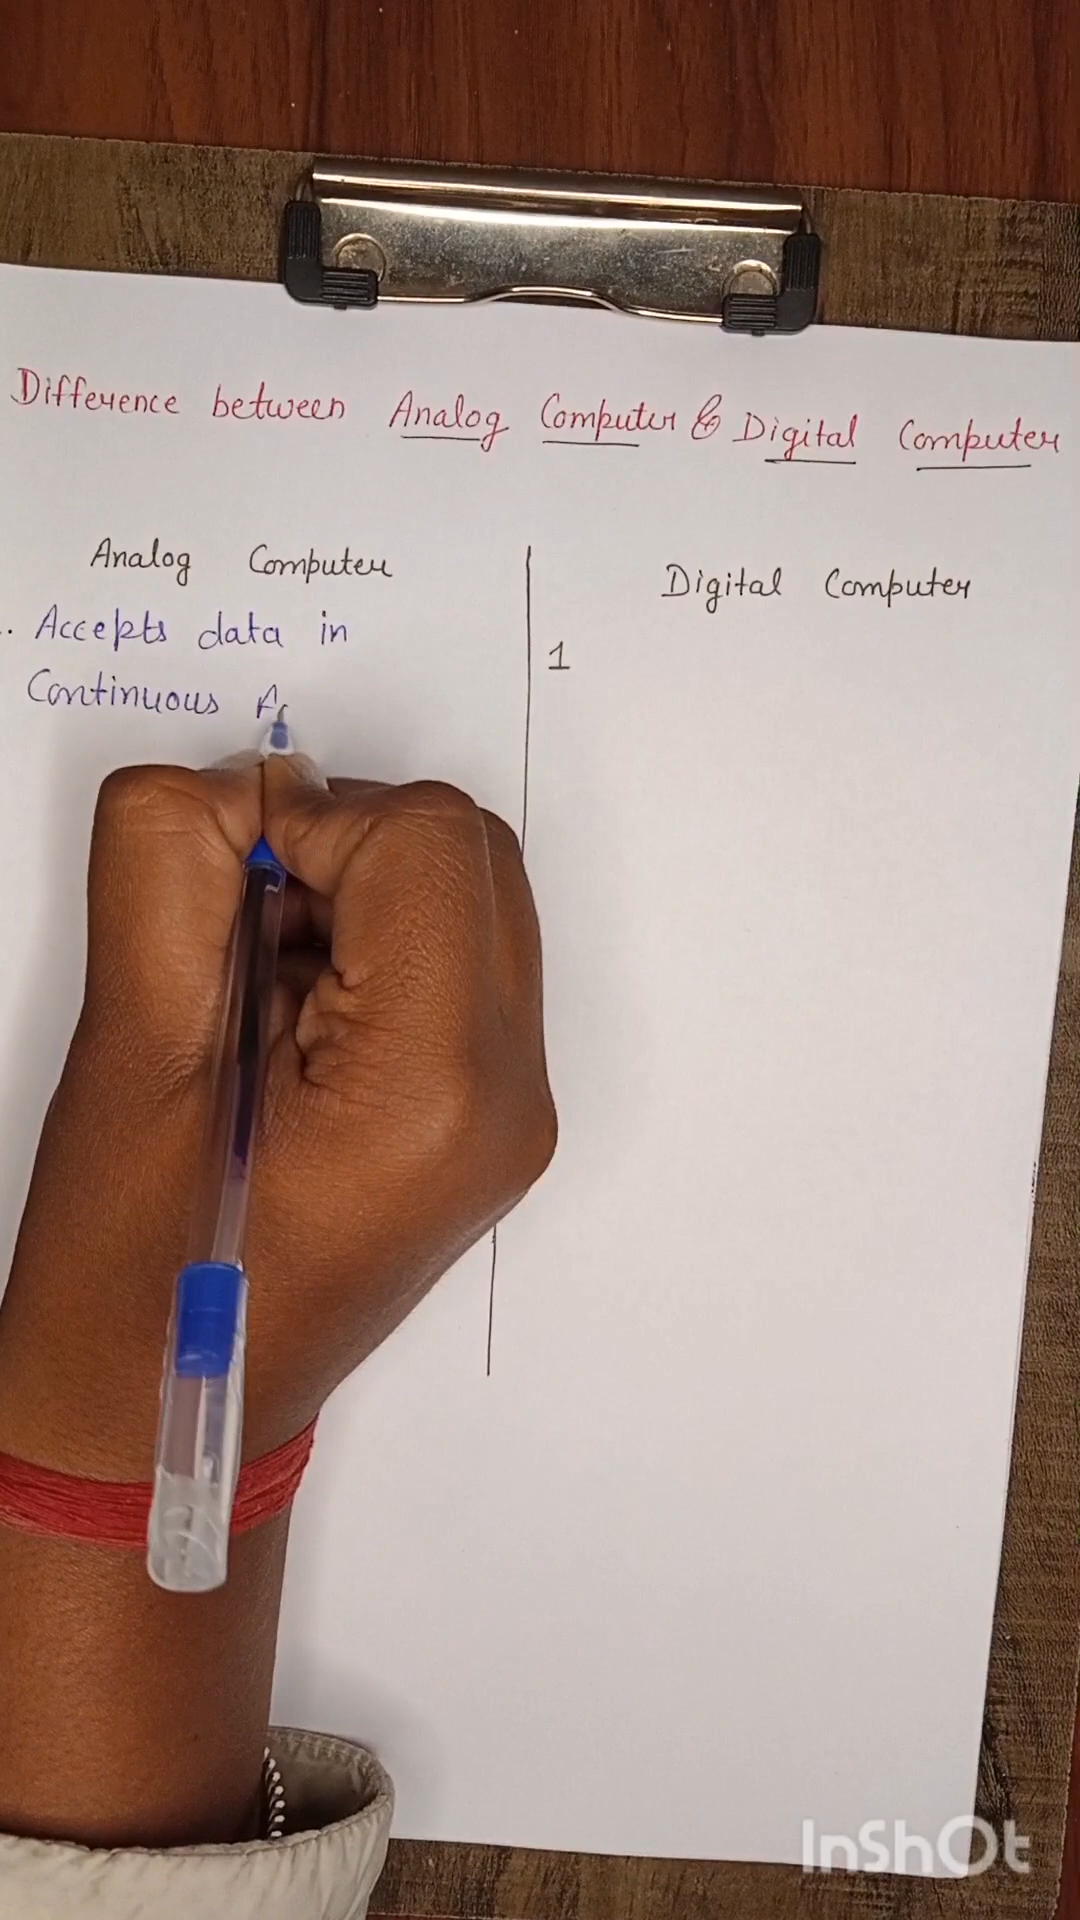 Difference between Analog Computer & Digital Computer
Analog Computer
Digital Computer
Accepts data in
1
Continuous
InShOt